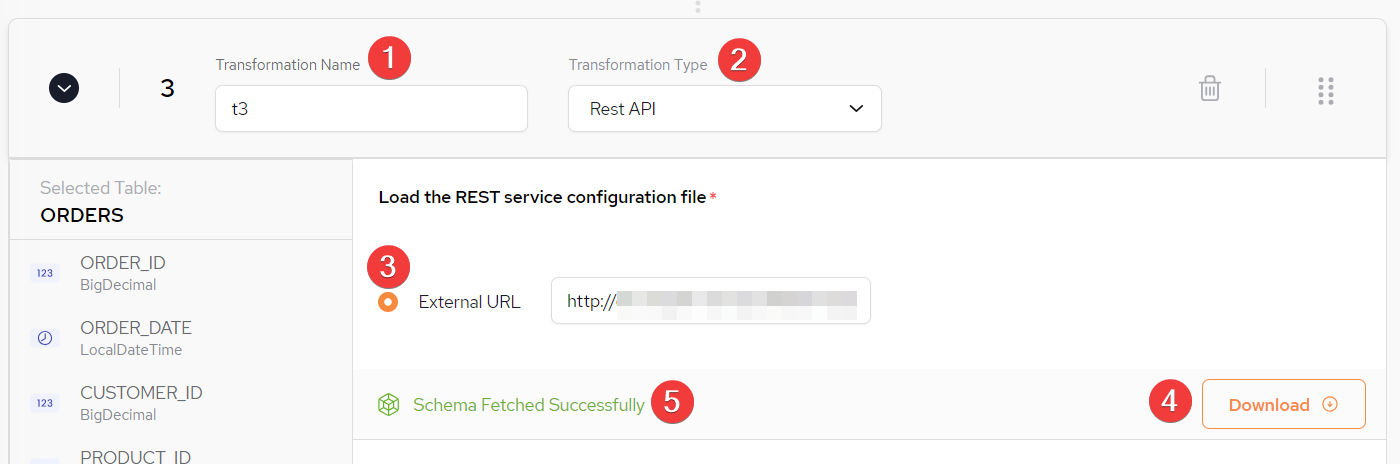 Transformation Name 1
Transformation Type 2
3
t3
Rest API
Selected Table:
ORDERS
Load the REST service configuration file*
123 ORDER_ID
BigDecimal
3
External URL
http://
ORDER_DATE
LocalDateTime
123 CUSTOMER_ID
BigDecimal
Schema Fetched Successfully 5
4 Download
PRODUCT_ID